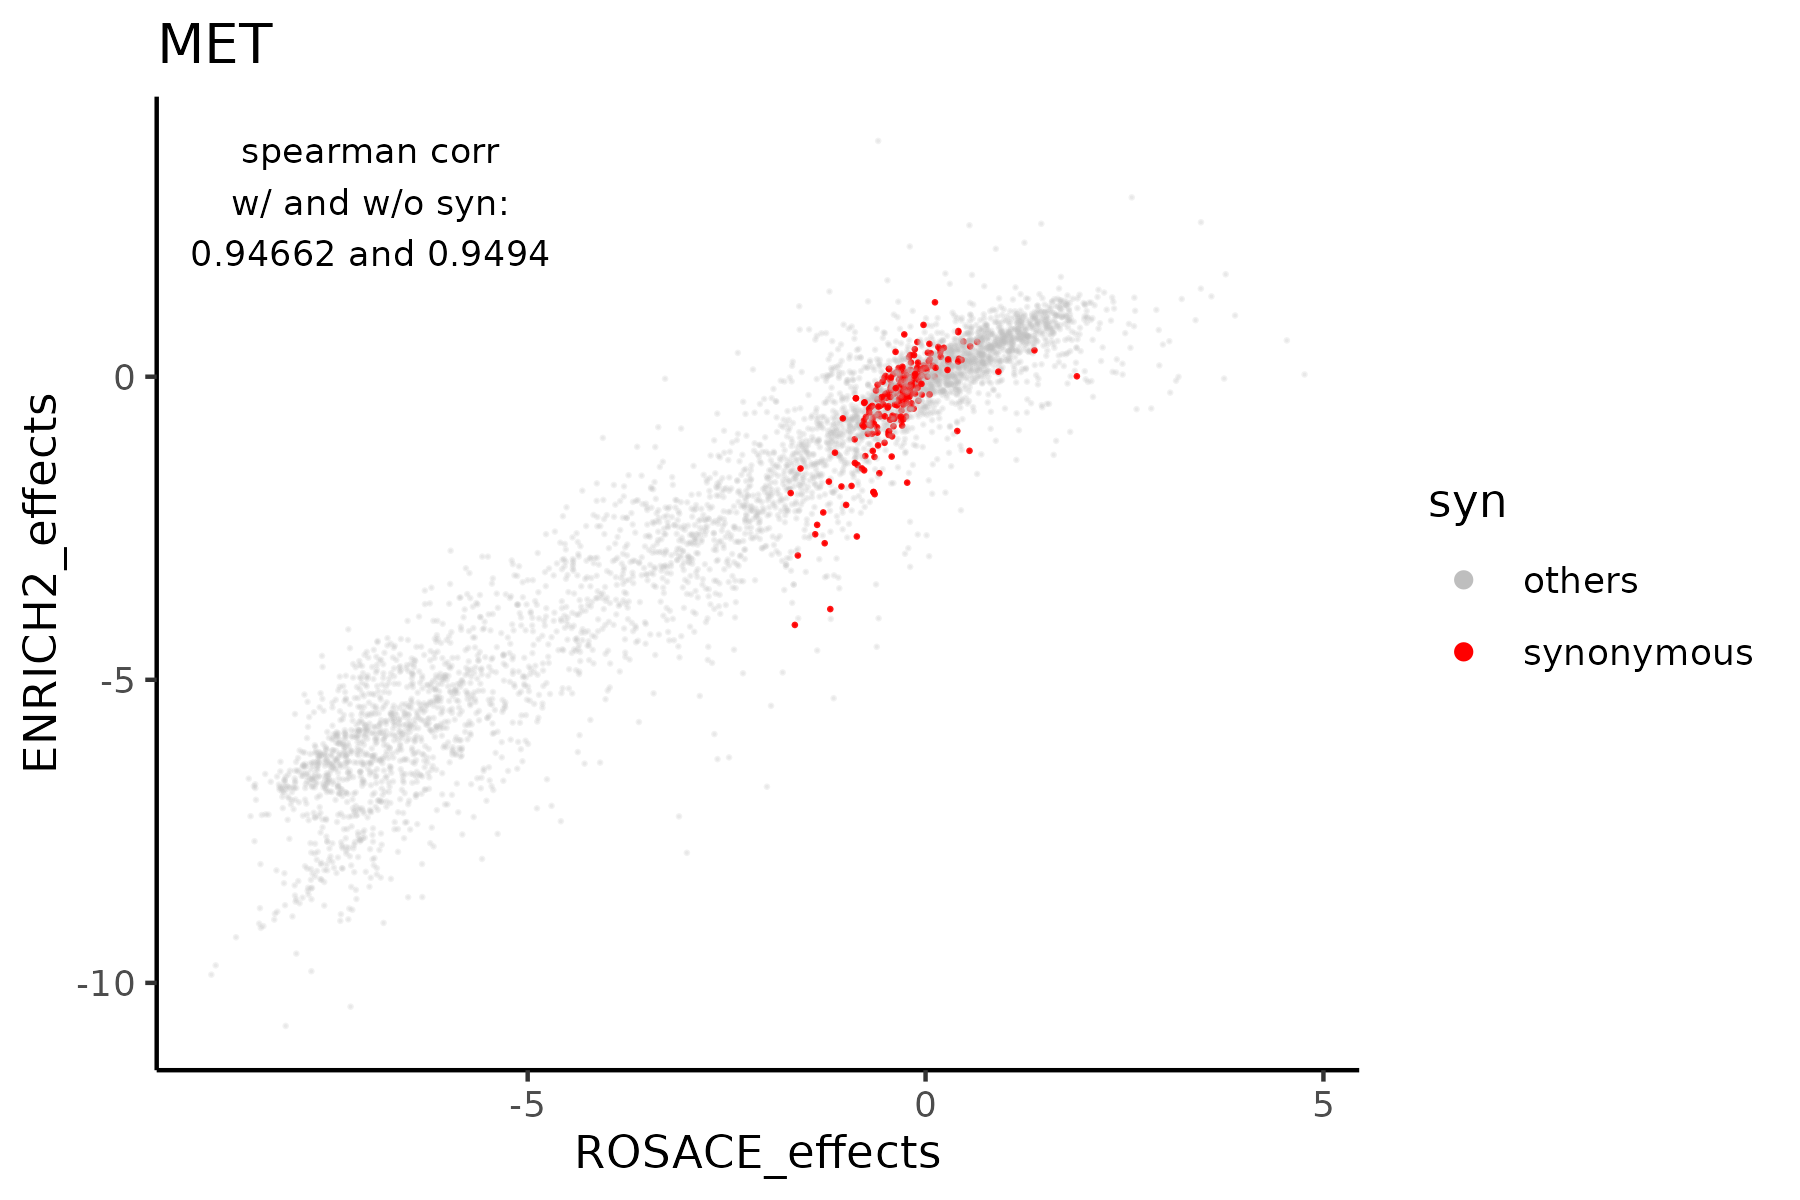 MET
spearman corr
w/ and w/o syn:
0.94662 and 0.9494
ENRICH2_effects
0
-5
-10
-5
0
5
ROSACE_effects
syn
others
synonymous